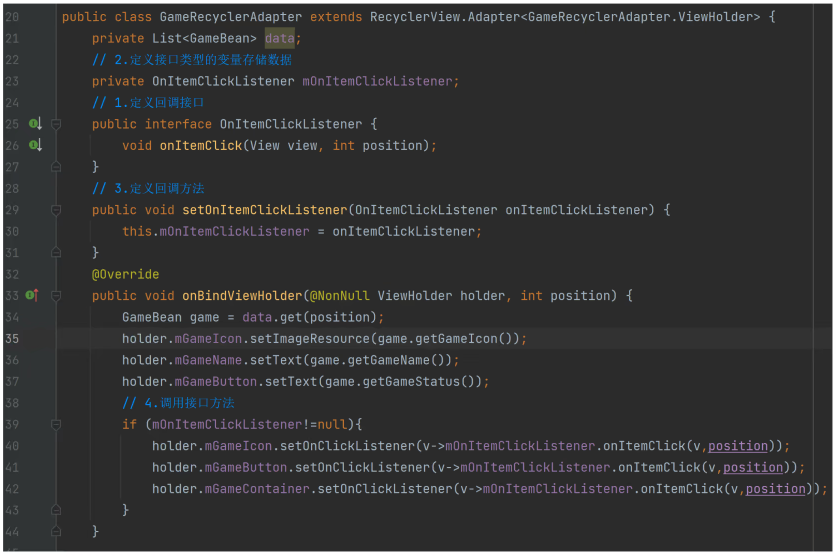 20 public class GameRecyclerAdapter extends RecyclerView.Adapter<GameRecyclerAdapter.ViewHolder> {
21 private List<GameBean> data;
22 // 2.定义接口类型的变量存储数据
23 private OnItemClickListener mOnItemClickListener;
24 // 1.定义回调接口
25 public interface OnItemClickListener {
26 void onItemClick(View view, int position);
27 }
28 // 3.定义回调方法
29 public void setOnItemClickListener(OnItemClickListener onItemClickListener) {
30 this.mOnItemClickListener = onItemClickListener;
31 }
32 @Override
33 public void onBindViewHolder(@NonNull ViewHolder holder, int position) {
34 GameBean game = data.get(position);
35 holder.mGameIcon.setImageResource(game.getGameIcon());
36 holder.mGameName.setText(game.getGameName());
37 holder.mGameButton.setText(game.getGameStatus());
38 // 4.调用接口方法
39 if (mOnItemClickListener!=null){
40 holder.mGameIcon.setOnClickListener(v->mOnItemClickListener.onItemClick(v,position));
41 holder.mGameButton.setOnClickListener(v->mOnItemClickListener.onItemClick(v,position));
42 holder.mGameContainer.setOnClickListener(v->mOnItemClickListener.onItemClick(v,position));
43 }
44 }